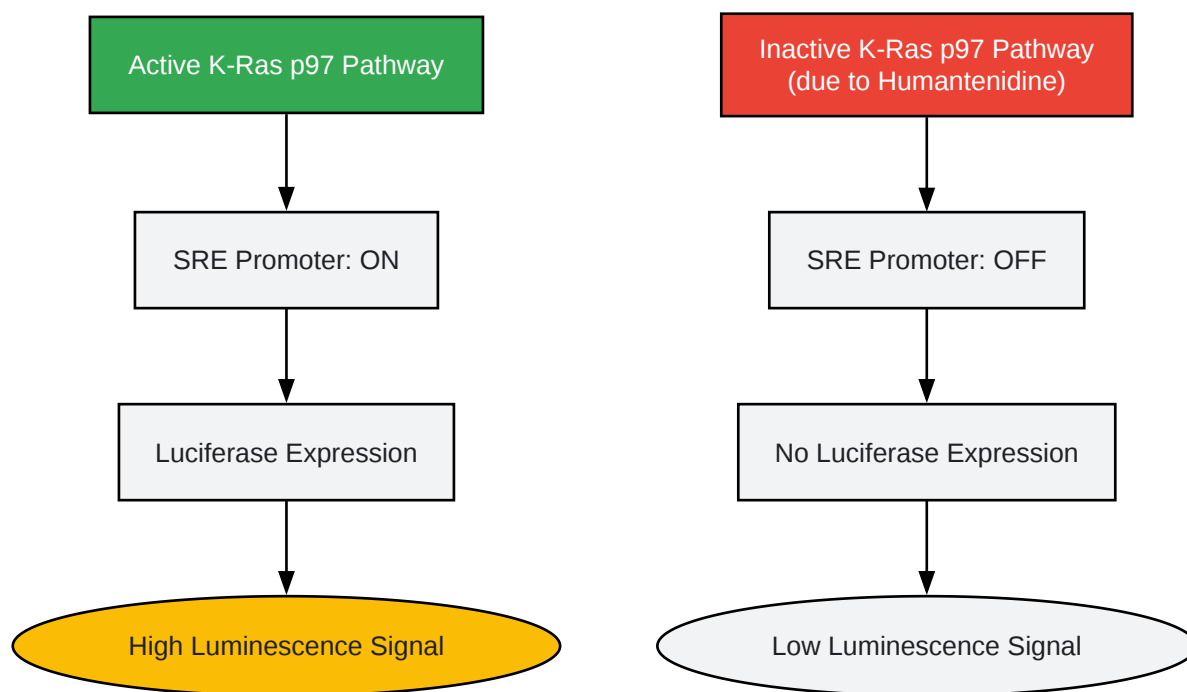 Active K-Ras p97 Pathway
SRE Promoter: ON
Luciferase Expression
High Luminescence Signal
Inactive K-Ras p97 Pathway
(due to Humantenidine)
SRE Promoter: OFF
No Luciferase Expression
Low Luminescence Signal